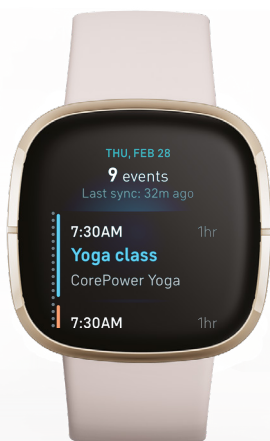 THU, FEB 28
9 events
Last sync: 32m ago
7:30AM 1hr
Yoga class
CorePower Yoga
7:30AM 1hr